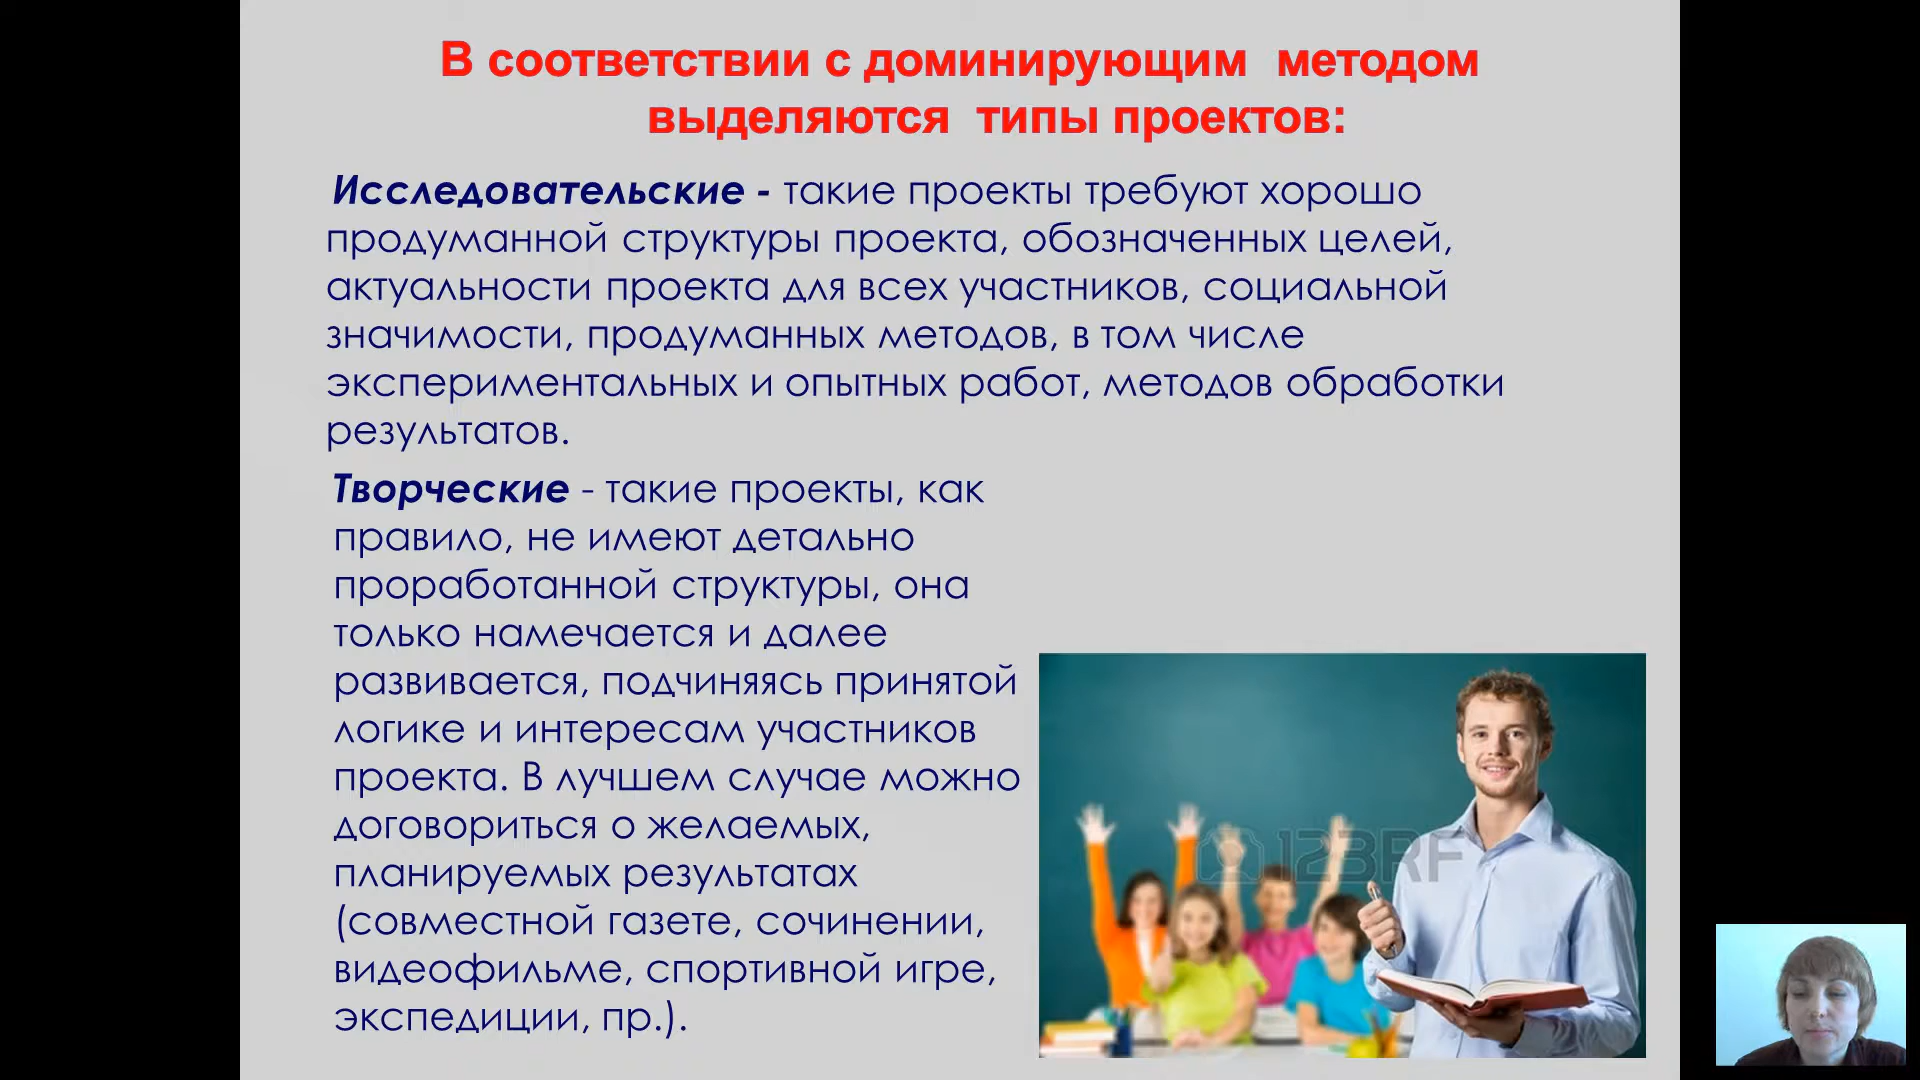 В соответствии с доминирующим методом
выделяются типы проектов:
Исследовательские - такие проекты требуют хорошо
продуманной структуры проекта, обозначенных целей,
актуальности проекта для всех участников, социальной
значимости, продуманных методов, в том числе
экспериментальных и опытных работ, методов обработки
результатов.
Творческие - такие проекты, как
правило, не имеют детально
проработанной структуры, она
только намечается и далее
развивается, подчиняясь принятой
логике и интересам участников
проекта. В лучшем случае можно
договориться о желаемых,
планируемых результатах
(совместной газете, сочинении,
видеофильме, спортивной игре,
экспедиции, пр.).
123RF